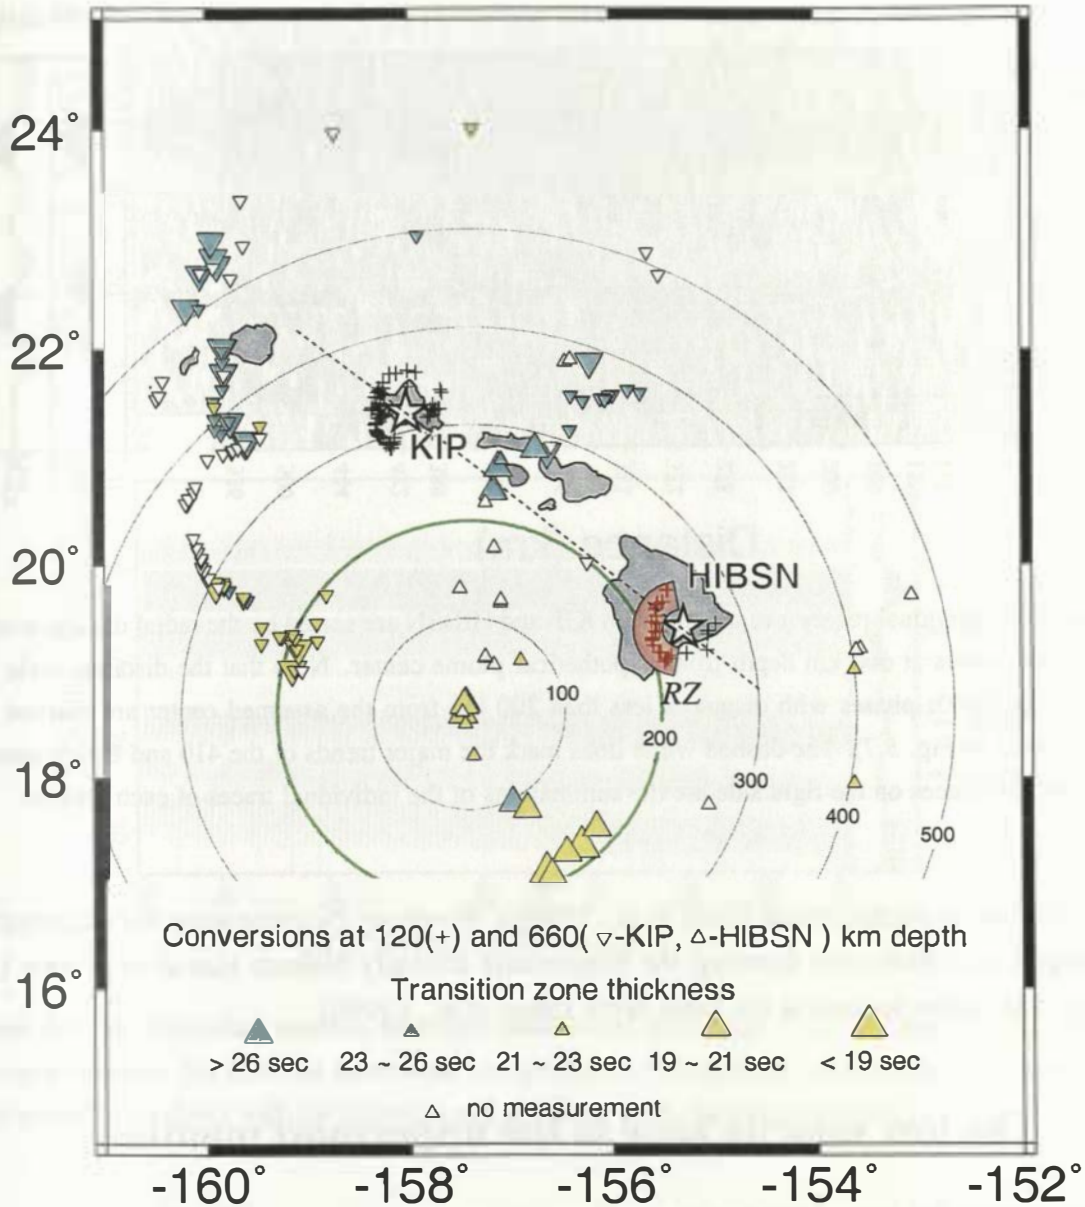 24°
22°
20°
18°
16°
KIP
HIBSN
RZ
100
200
300
400
500
Conversions at 120(+) and 660( ▽-KIP, △-HIBSN ) km depth
Transition zone thickness
> 26 sec 23 ~ 26 sec 21 ~ 23 sec 19 ~ 21 sec < 19 sec
△ no measurement
-160° -158° -156° -154° -152°